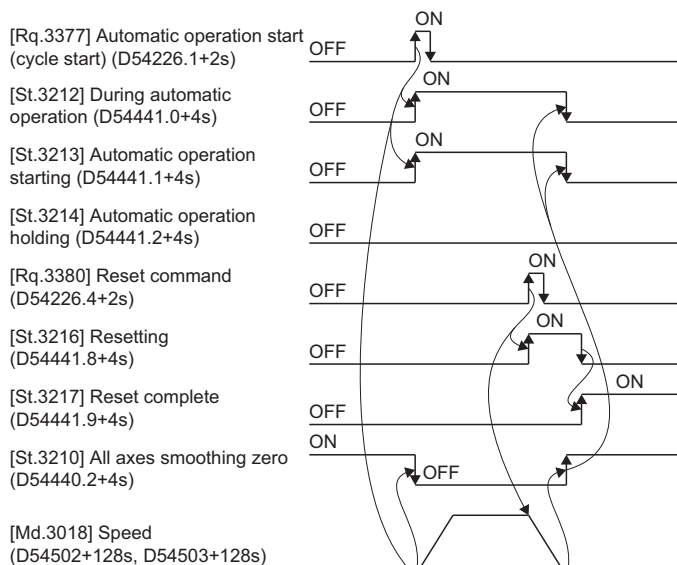 [Rq.3377] Automatic operation start
(cycle start) (D54226.1+2s)
OFF
ON
[St.3212] During automatic
operation (D54441.0+4s)
OFF
ON
[St.3213] Automatic operation
starting (D54441.1+4s)
OFF
ON
[St.3214] Automatic operation
holding (D54441.2+4s)
OFF
[Rq.3380] Reset command
(D54226.4+2s)
OFF
ON
[St.3216] Resetting
(D54441.8+4s)
OFF
ON
[St.3217] Reset complete
(D54441.9+4s)
OFF
ON
[St.3210] All axes smoothing zero
(D54440.2+4s)
ON
OFF
[Md.3018] Speed
(D54502+128s, D54503+128s)